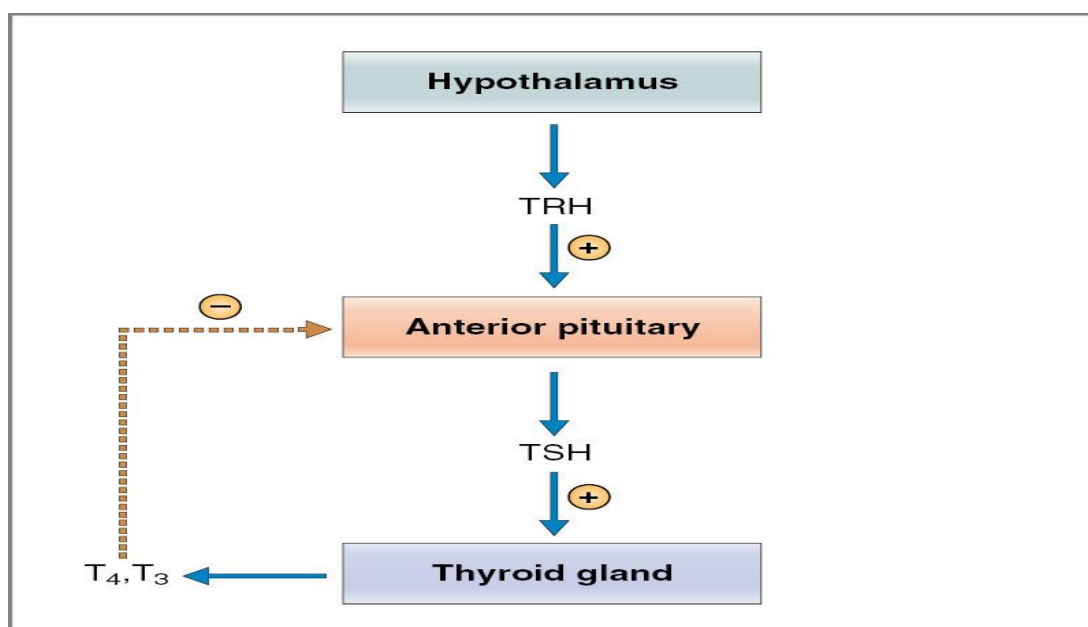 Hypothalamus
TRH
+
−
Anterior pituitary
TSH
+
T₄,T₃
Thyroid gland